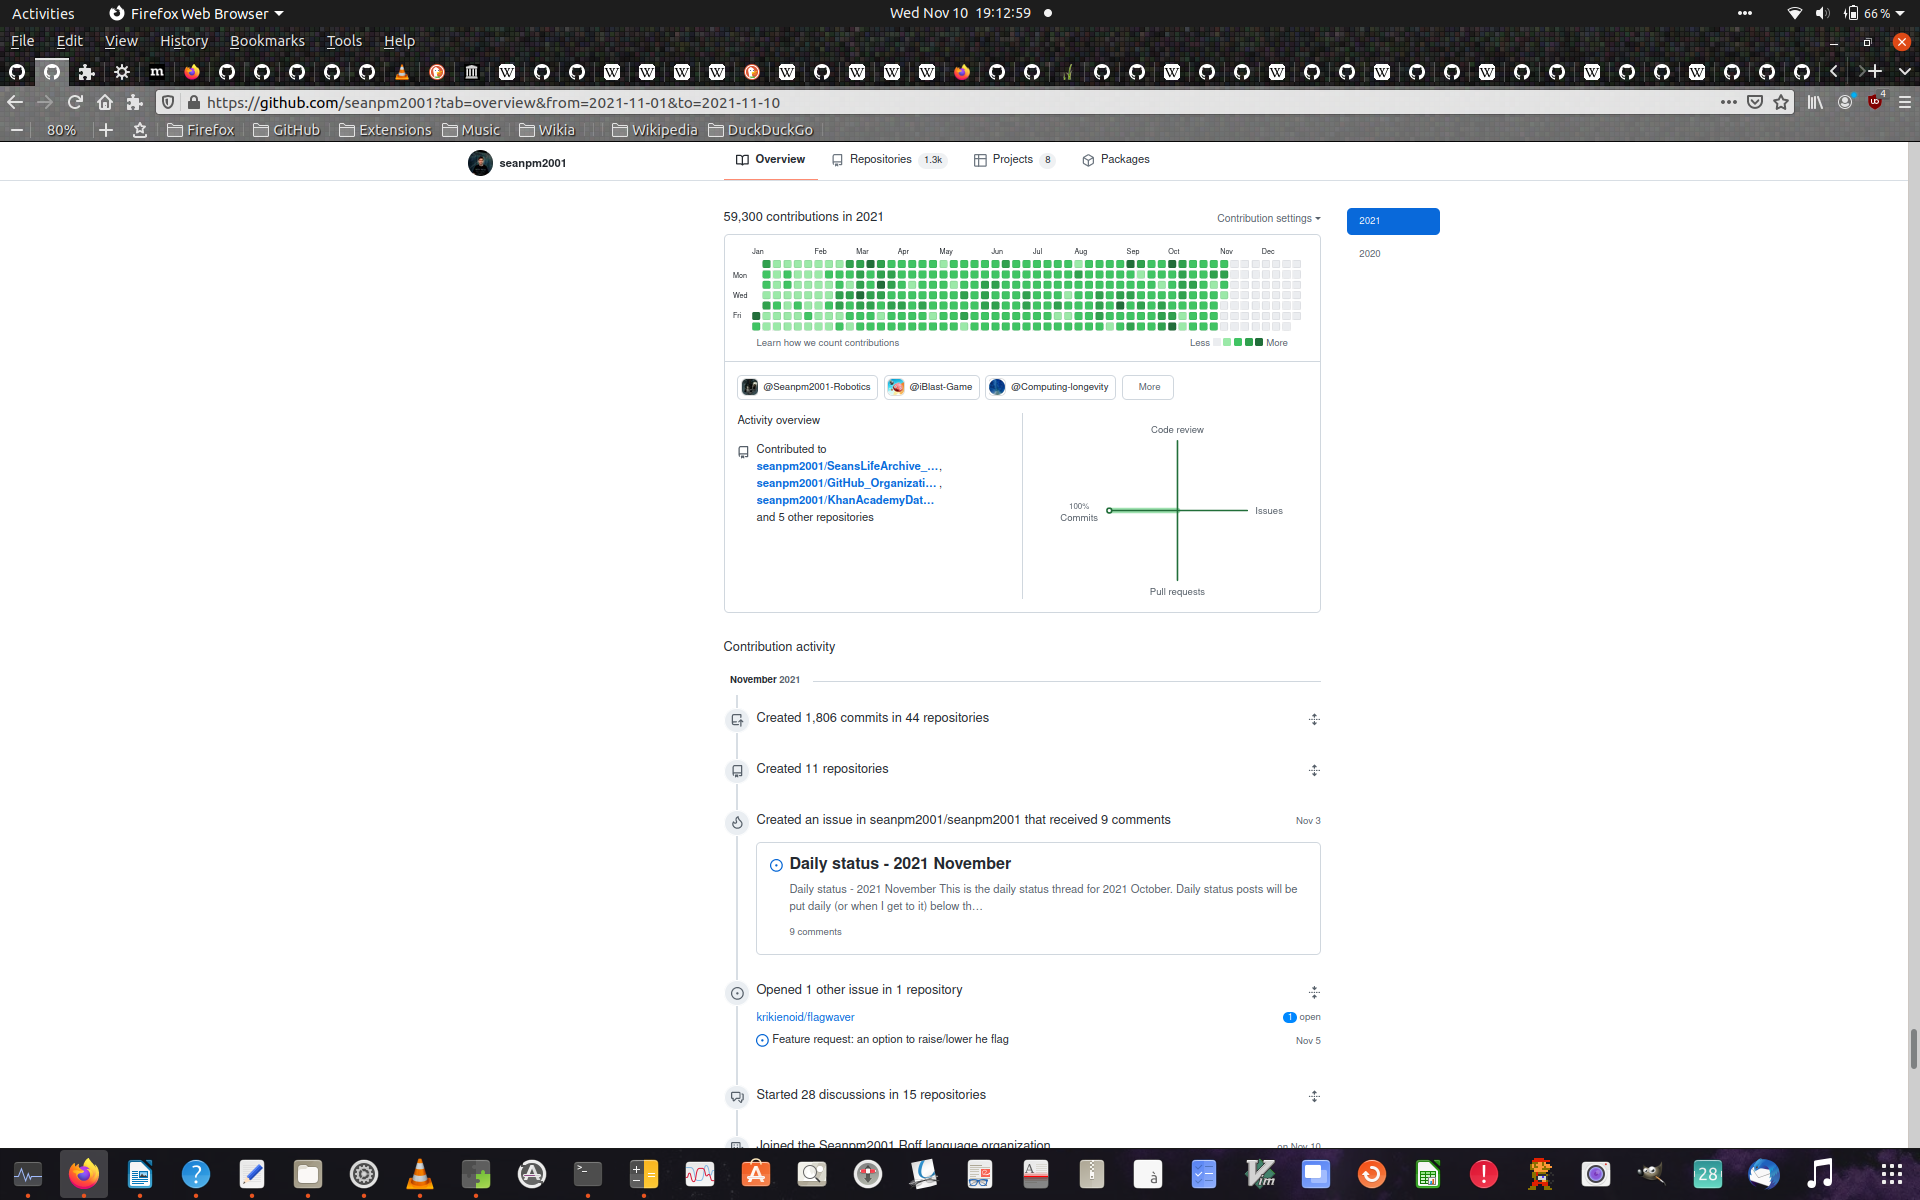 Activities Firefox Web Browser Wed Nov 10 19:12:59 66 %
File Edit View History Bookmarks Tools Help
https://github.com/seanpm2001?tab=overview&from=2021-11-01&to=2021-11-10 4
80% Firefox GitHub Extensions Music Wikia Wikipedia DuckDuckGo
seanpm2001 Overview Repositories 1.3k Projects 8 Packages
59,300 contributions in 2021 Contribution settings 2021
2020
Jan Feb Mar Apr May Jun Jul Aug Sep Oct Nov Dec
Mon
Wed
Fri
Learn how we count contributions Less More
@Seanpm2001-Robotics @iBlast-Game @Computing-longevity More
Activity overview
Contributed to
seanpm2001/SeansLifeArchive_…,
seanpm2001/GitHub_Organizati… ,
seanpm2001/KhanAcademyDat…
and 5 other repositories
Code review
100%
Commits
Issues
Pull requests
Contribution activity
November 2021
Created 1,806 commits in 44 repositories
Created 11 repositories
Created an issue in seanpm2001/seanpm2001 that received 9 comments Nov 3
Daily status - 2021 November
Daily status - 2021 November This is the daily status thread for 2021 October. Daily status posts will be
put daily (or when I get to it) below th…
9 comments
Opened 1 other issue in 1 repository
krikienoid/flagwaver 1 open
Feature request: an option to raise/lower he flag Nov 5
Started 28 discussions in 15 repositories
Joined the Seanpm2001 Roff language organization on Nov 10
28